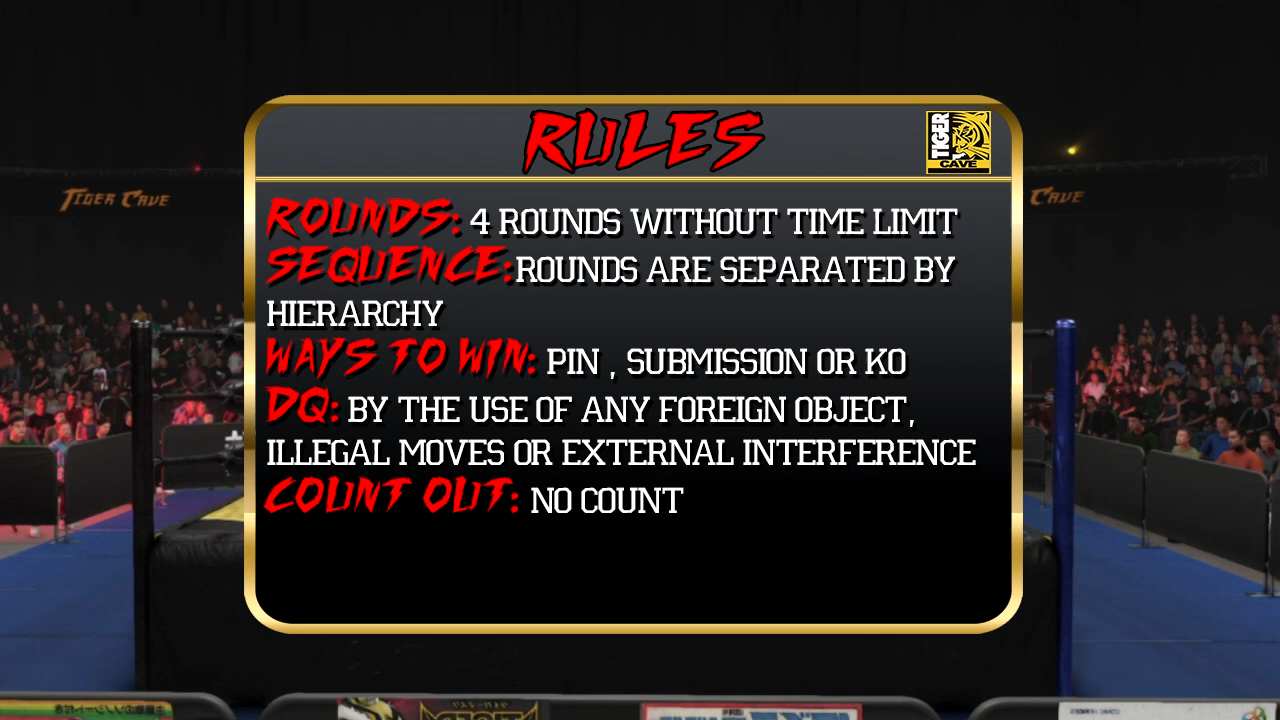 RULES
TIGER
CAVE
TIGER CAVE
CAVE
ROUNDS: 4 ROUNDS WITHOUT TIME LIMIT
SEQUENCE: ROUNDS ARE SEPARATED BY
HIERARCHY
WAYS TO WIN: PIN , SUBMISSION OR KO
DQ: BY THE USE OF ANY FOREIGN OBJECT,
ILLEGAL MOVES OR EXTERNAL INTERFERENCE
COUNT OUT: NO COUNT